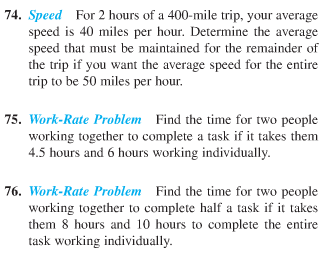 74. Speed For 2 hours of a 400-mile trip, your average
speed is 40 miles per hour. Determine the average
speed that must be maintained for the remainder of
the trip if you want the average speed for the entire
trip to be 50 miles per hour.
75. Work-Rate Problem Find the time for two people
working together to complete a task if it takes them
4.5 hours and 6 hours working individually.
76. Work-Rate Problem Find the time for two people
working together to complete half a task if it takes
them 8 hours and 10 hours to complete the entire
task working individually.